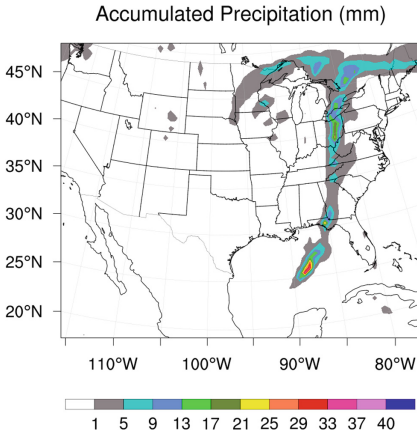 Accumulated Precipitation (mm)
45°N
40°N
35°N
30°N
25°N
20°N
110°W 100°W 90°W 80°W
1 5 9 13 17 21 25 29 33 37 40